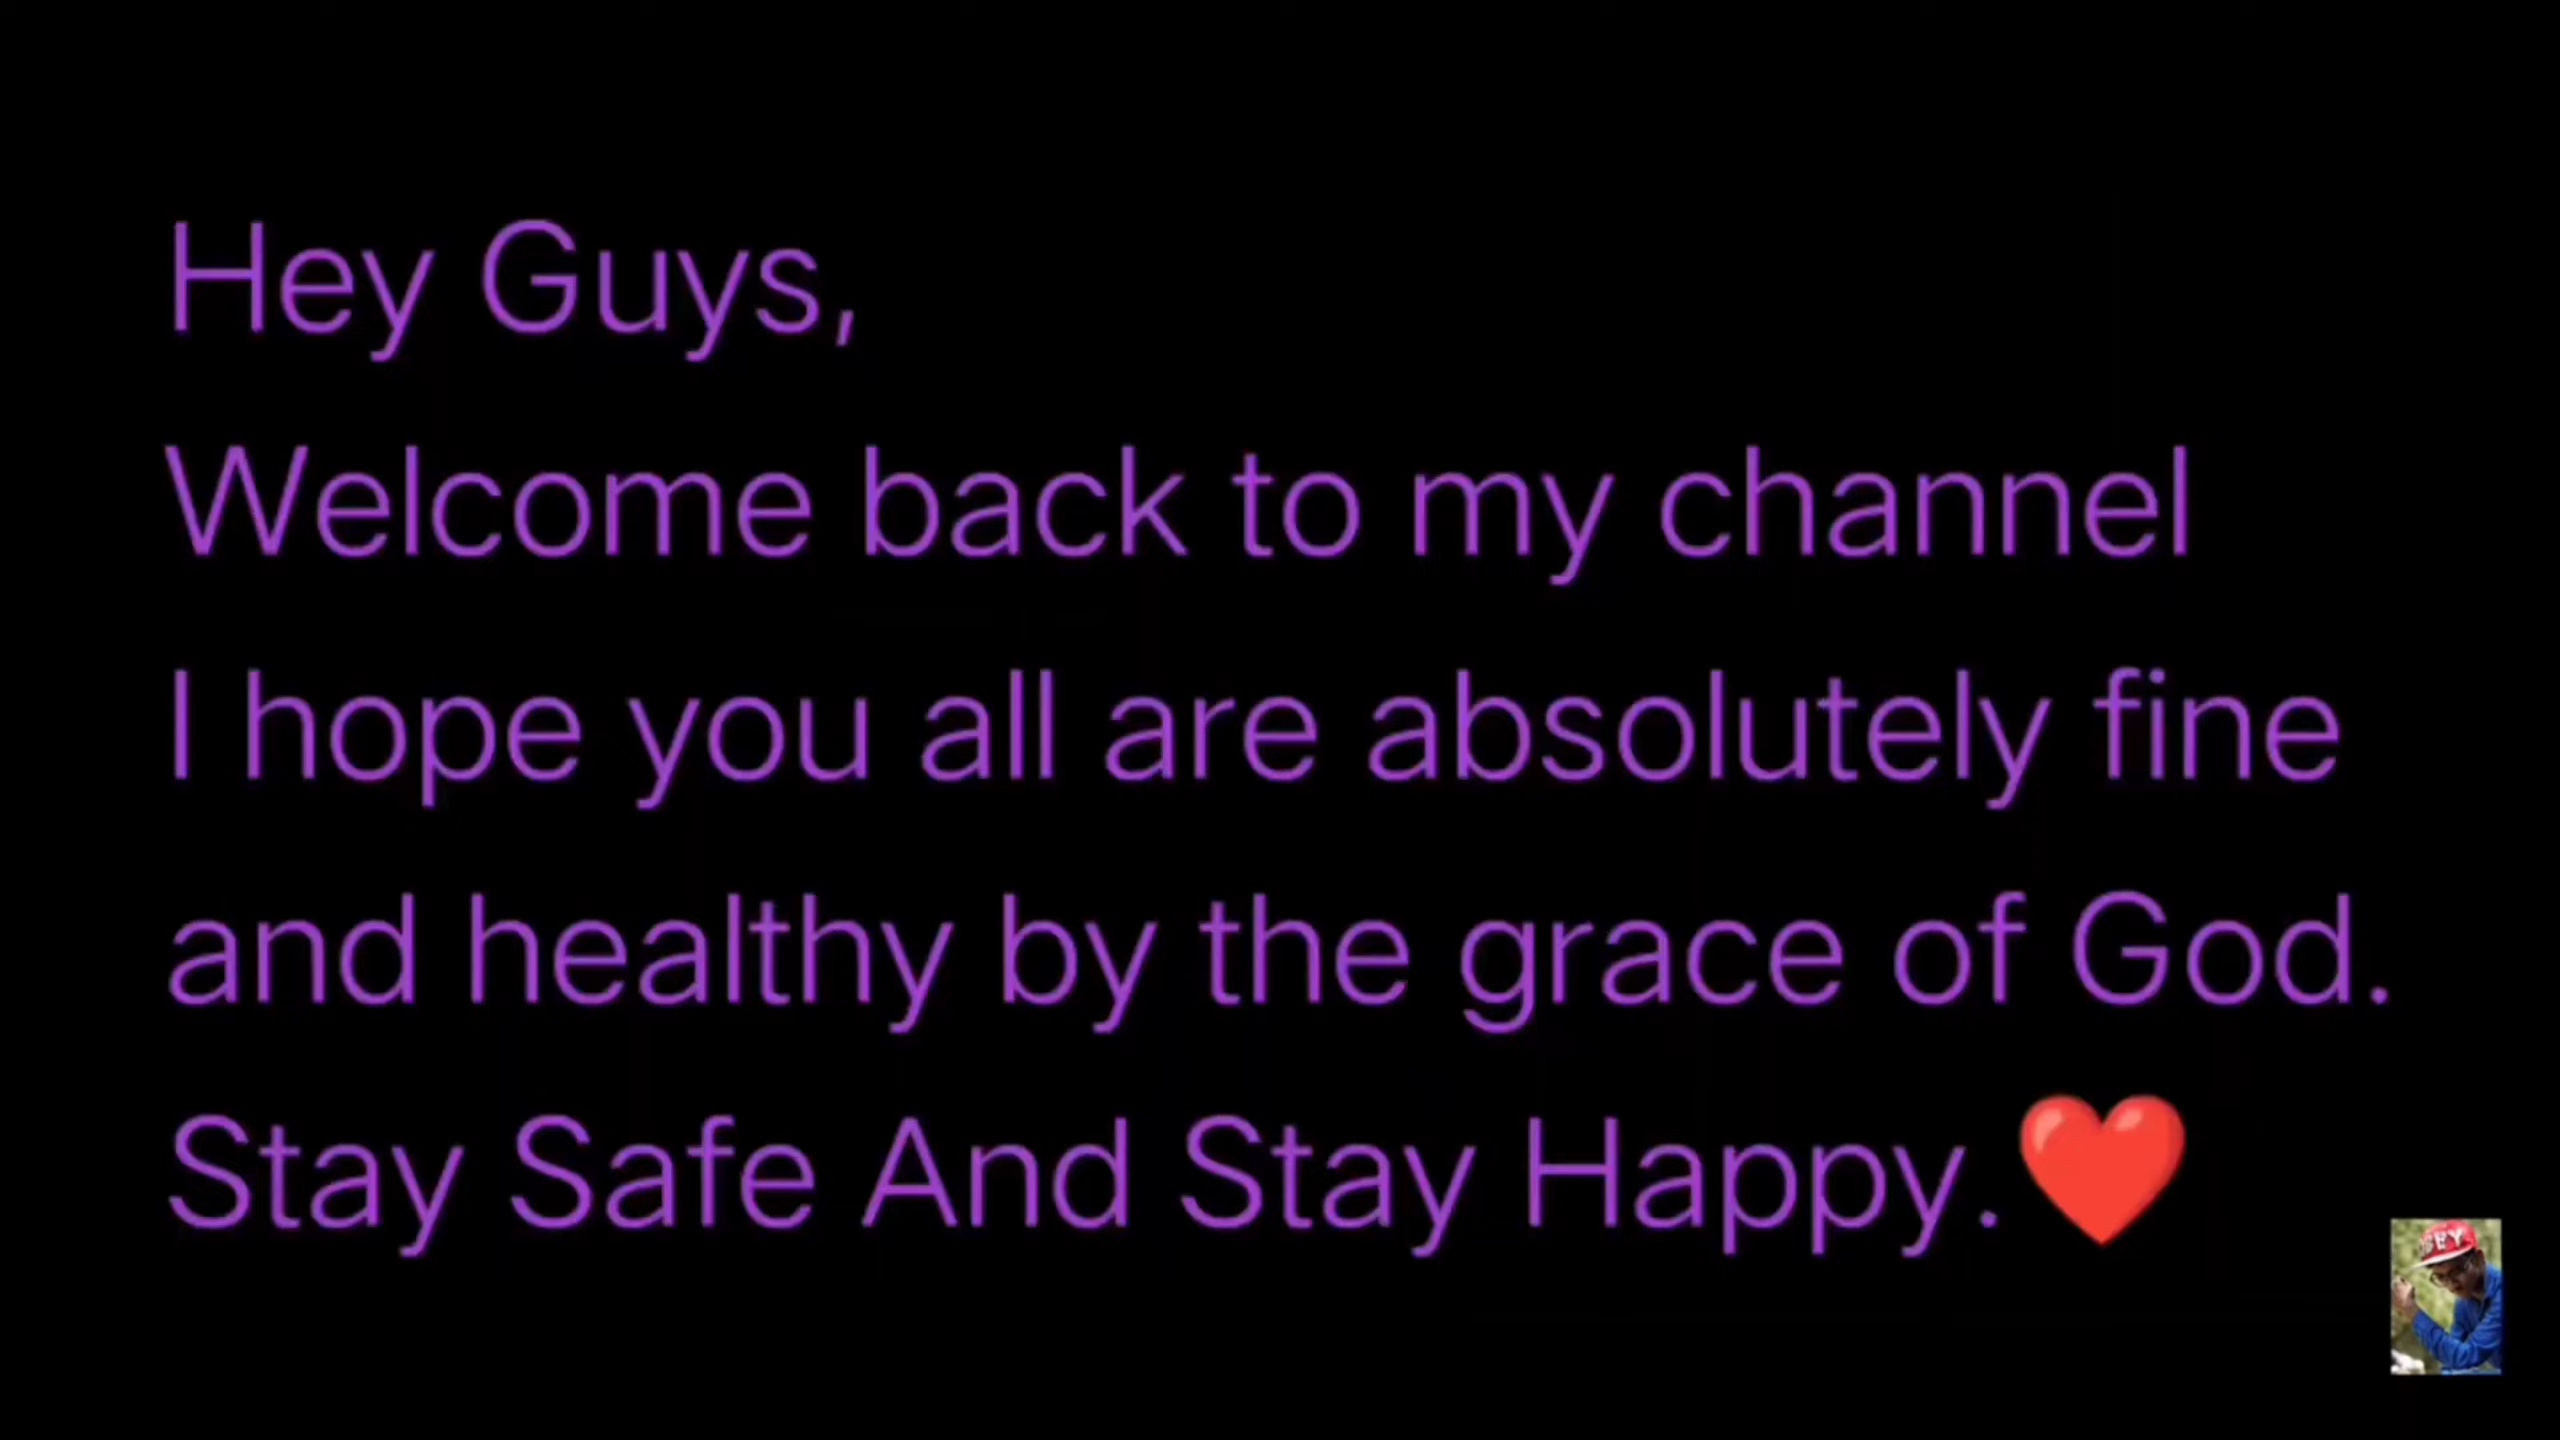 Hey Guys,
Welcome back to my channel
I hope you all are absolutely fine
and healthy by the grace of God.
Stay Safe And Stay Happy.❤️